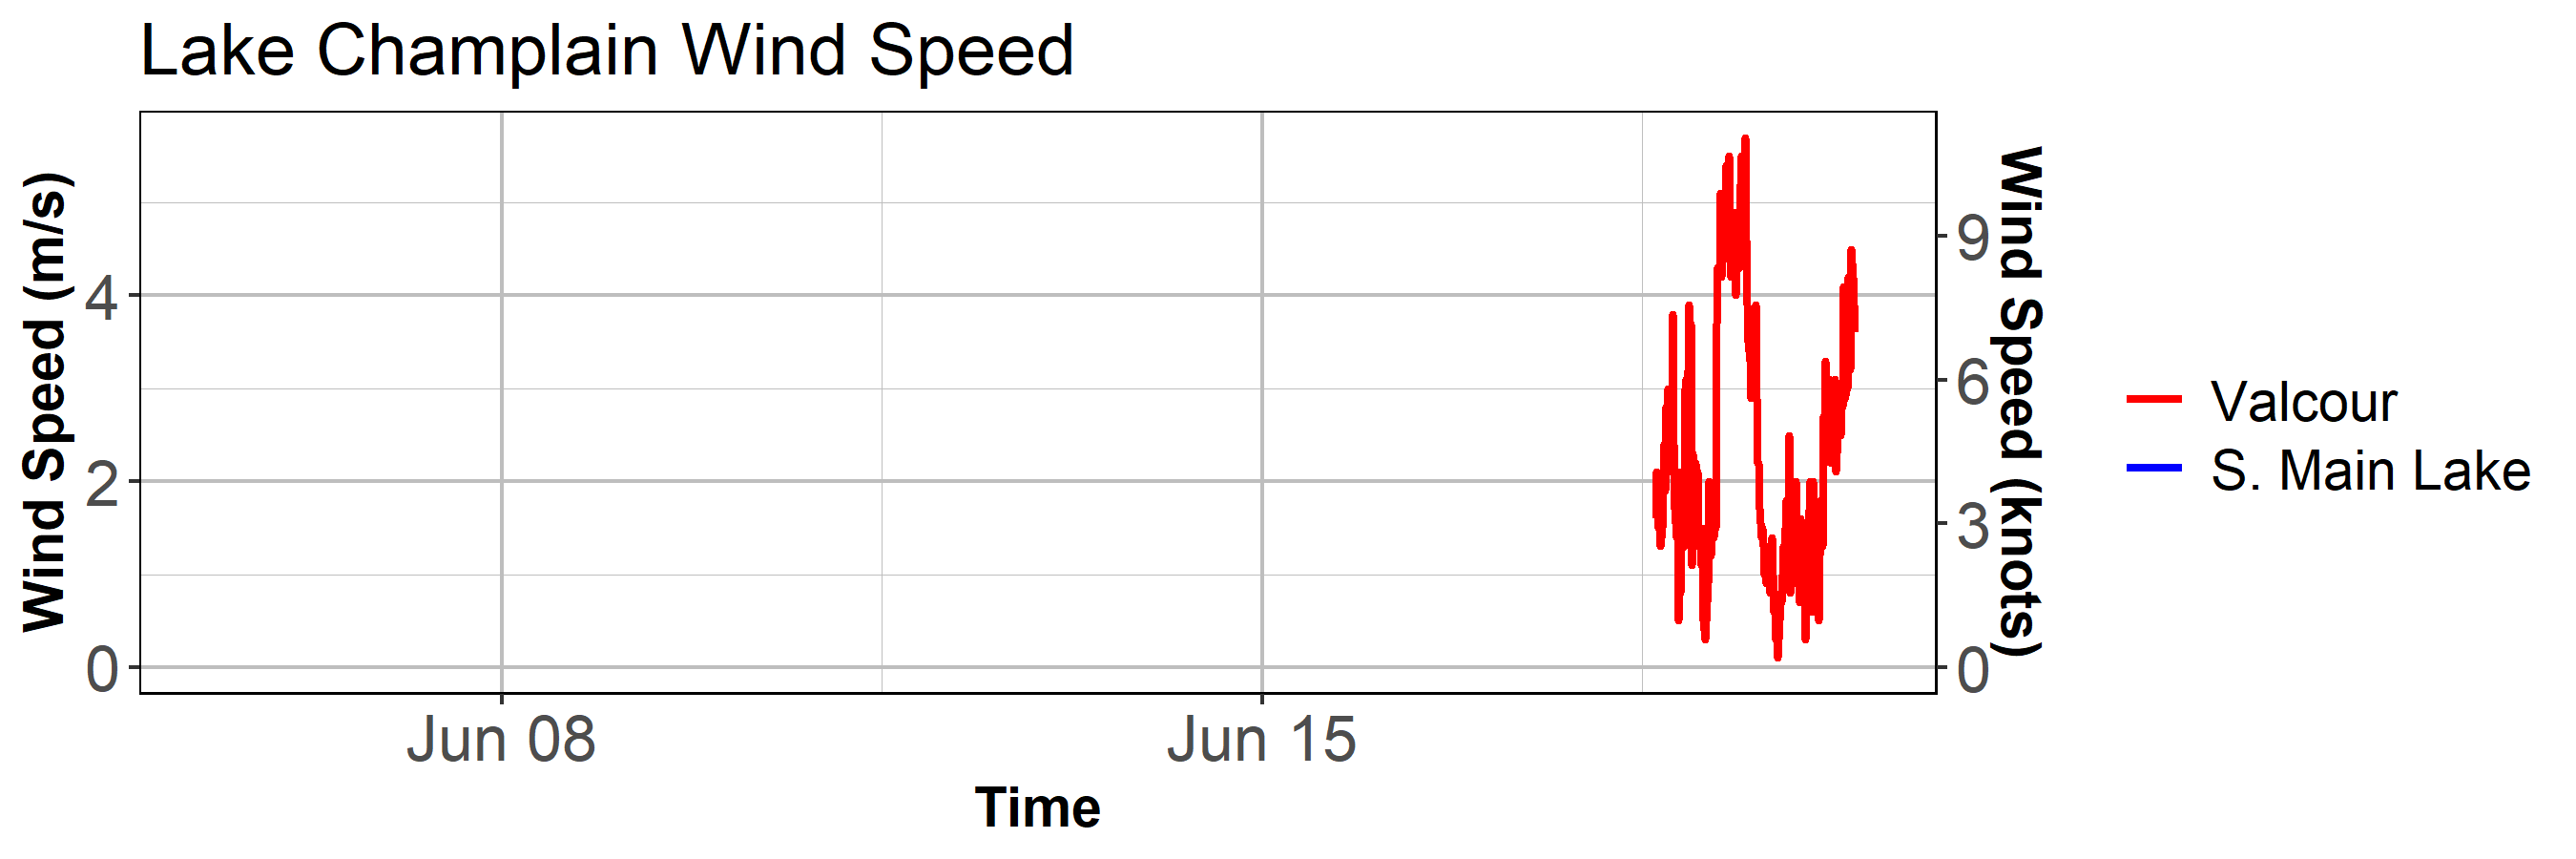 Lake Champlain Wind Speed
Wind Speed (m/s)
4
2
0
9
6
3
0
Wind Speed (knots)
Jun 08
Jun 15
Time
Valcour
S. Main Lake